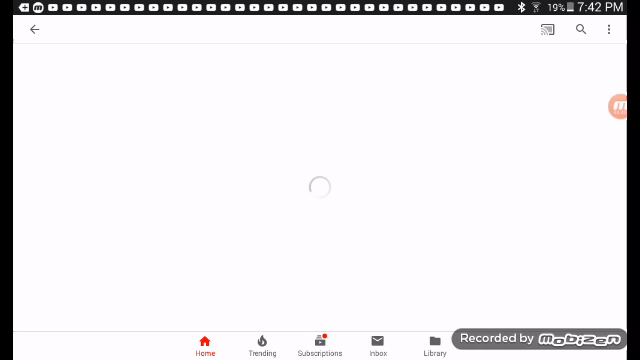 19% 7:42 PM
Home Trending Subscriptions Inbox Library
Recorded by mobizen